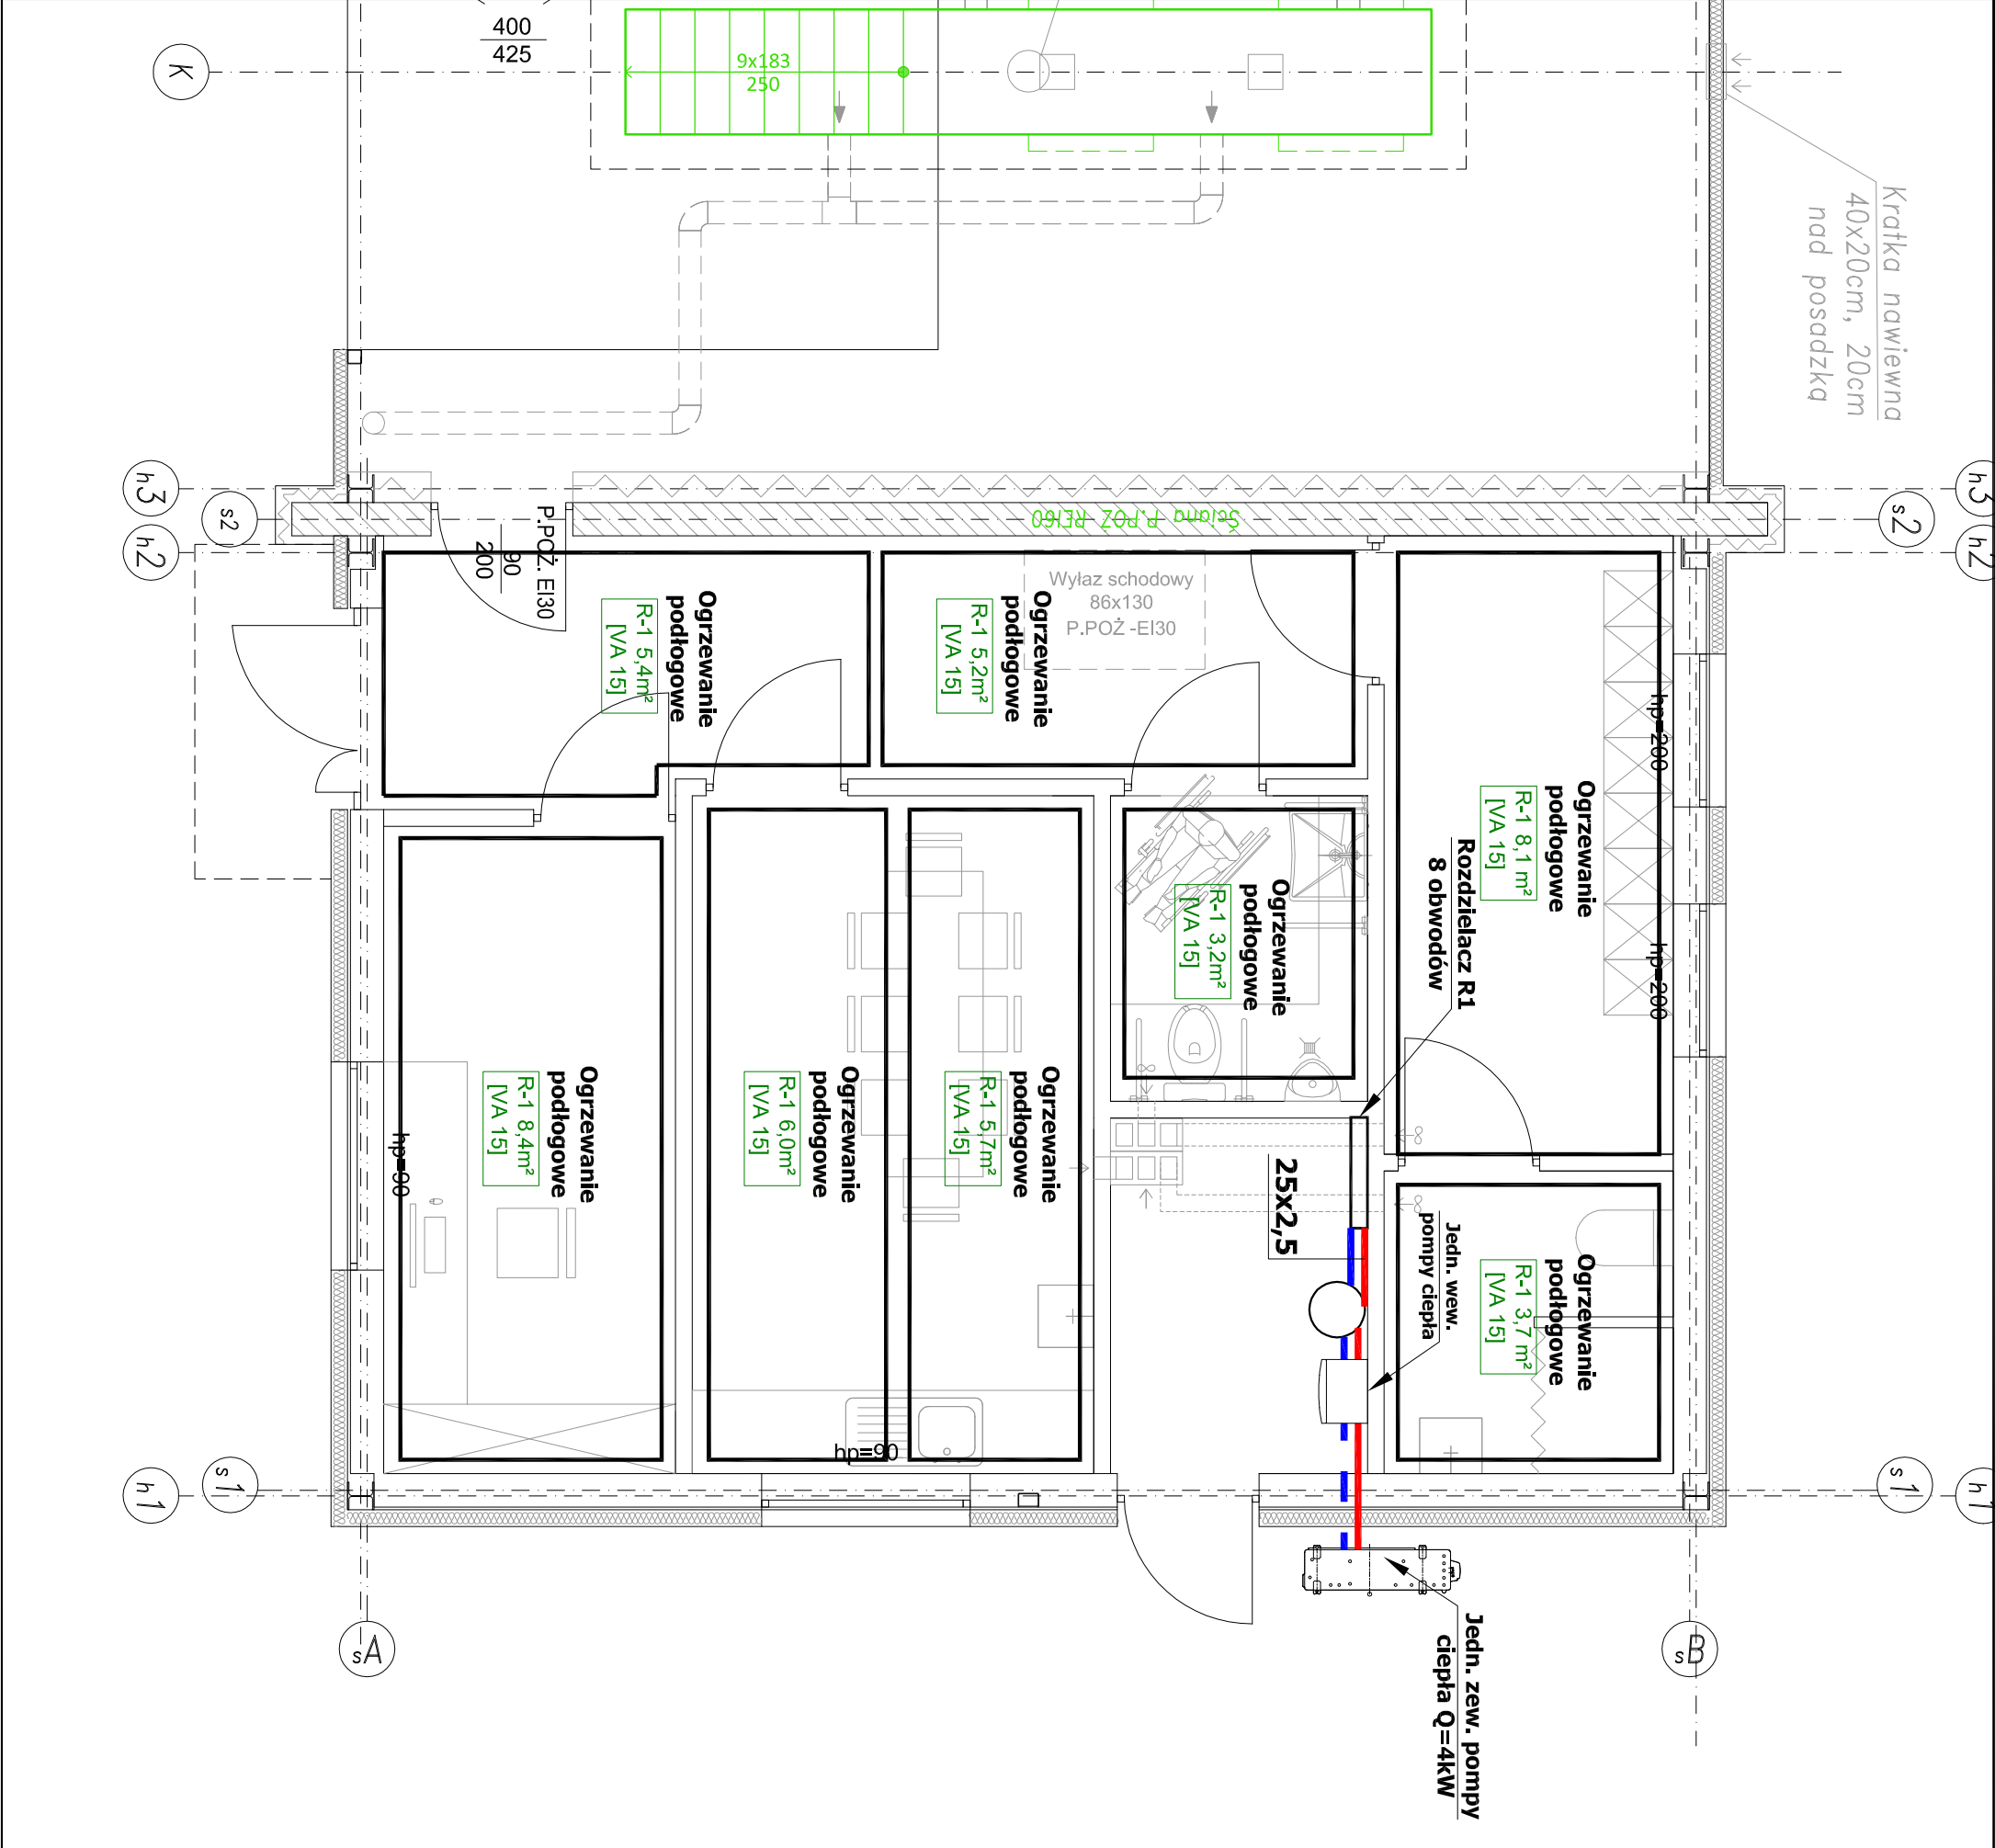 K
400
425
9x183
250
Kratka nawiewna
40x20cm, 20cm
nad posadzką
h3
s2
h2
h3
s2
h2
Ściana P.POŻ REI60
P.POŻ. EI30
90
200
Ogrzewanie
podłogowe
R-1 5,4m²
[VA 15]
Ogrzewanie
podłogowe
R-1 5,2m²
[VA 15]
Wyłaz schodowy
86x130
P.POŻ -EI30
hp=200
Ogrzewanie
podłogowe
R-1 8,1 m²
[VA 15]
hp=200
Rozdzielacz R1
8 obwodów
Ogrzewanie
podłogowe
R-1 3,2m²
[VA 15]
Ogrzewanie
podłogowe
R-1 8,4m²
[VA 15]
hp=90
Ogrzewanie
podłogowe
R-1 6,0m²
[VA 15]
Ogrzewanie
podłogowe
R-1 5,7m²
[VA 15]
25x2,5
Jedn. wew.
pompy ciepła
Ogrzewanie
podłogowe
R-1 3,7 m²
[VA 15]
hp=90
s1
h1
s1
h1
sA
sB
Jedn. zew. pompy
ciepła Q=4kW